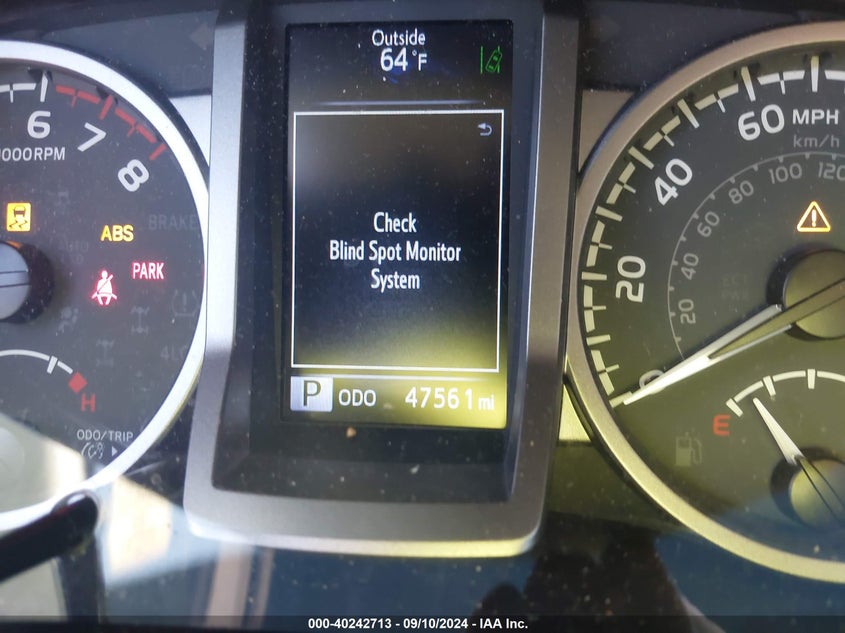 Outside
64°F
6
7
8
000RPM
ABS
BRAKE
PARK
H
ODO/TRIP
Check
Blind Spot Monitor
System
P ODO 47561 mi
60 MPH
km/h
40
20
0
120
100
80
60
40
20
E
000-40242713 - 09/10/2024 - IAA Inc.